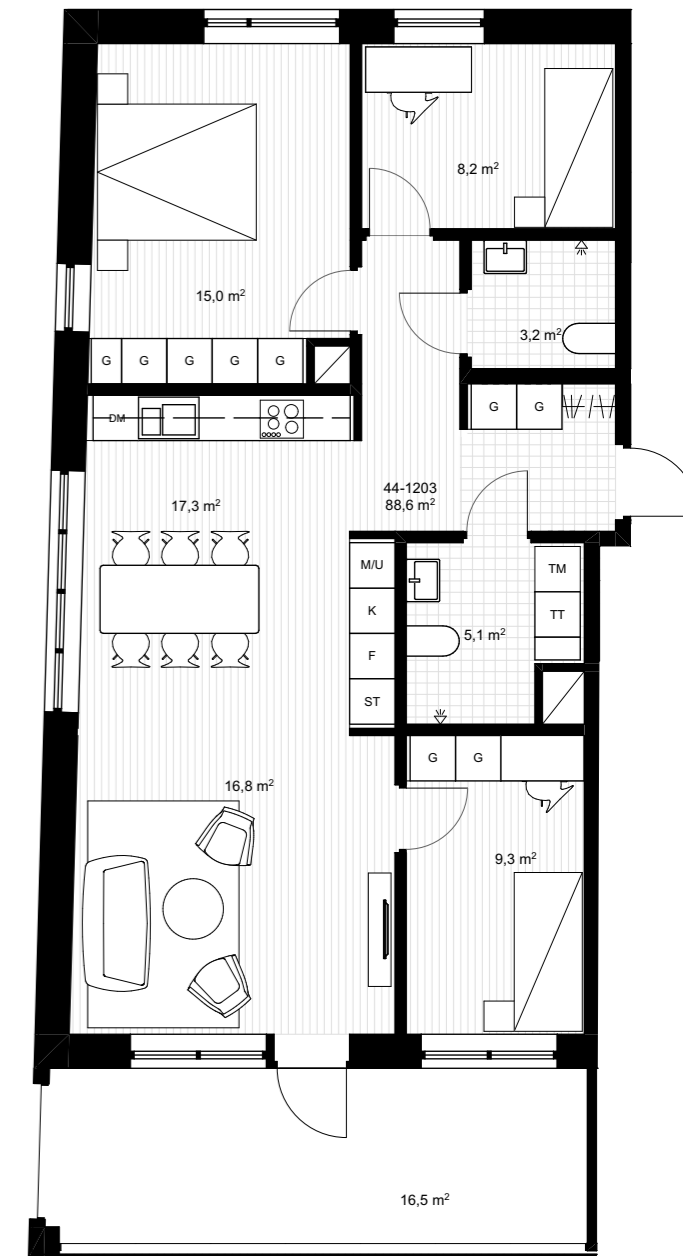 8,2 m²
15,0 m²
3,2 m²
G G G G G
G G
DM
17,3 m²
44-1203
88,6 m²
M/U
K
F
ST
TM
TT
5,1 m²
G G
16,8 m²
9,3 m²
16,5 m²